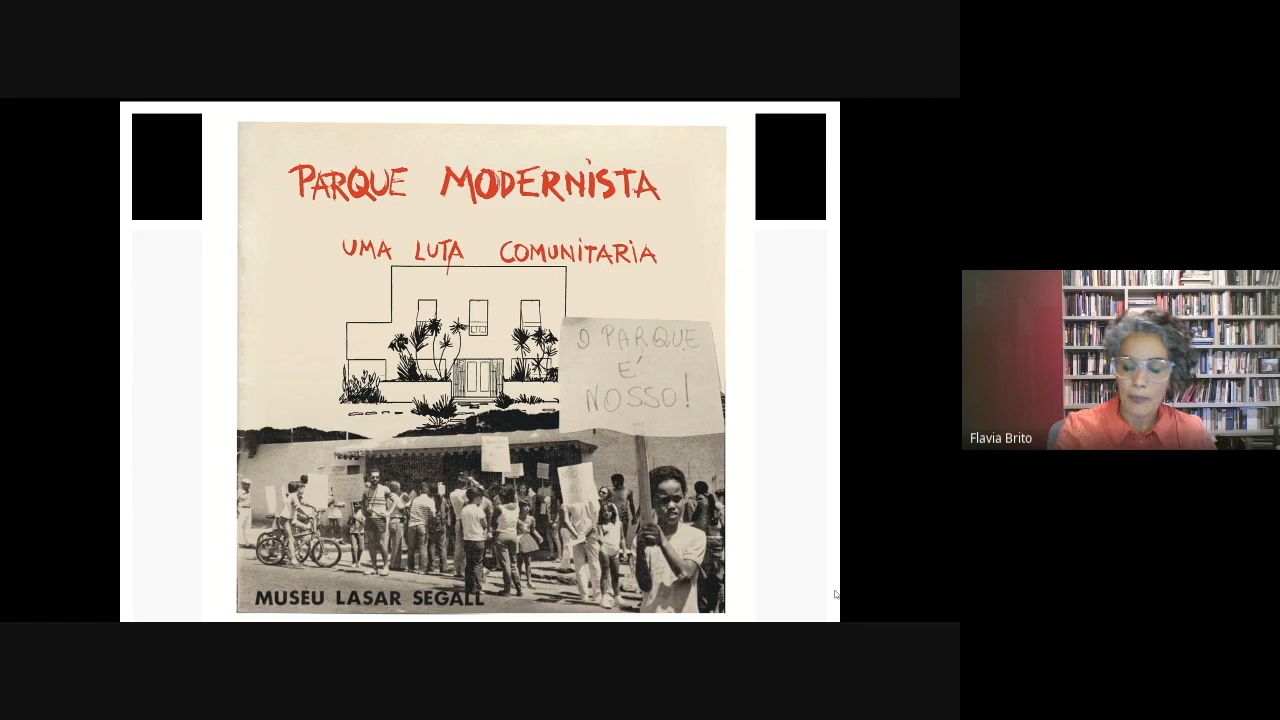 PARQUE MODERNISTA
UMA LUTA COMUNITARIA
O PARQUE
É
NOSSO!
MUSEU LASAR SEGALL
Flavia Brito